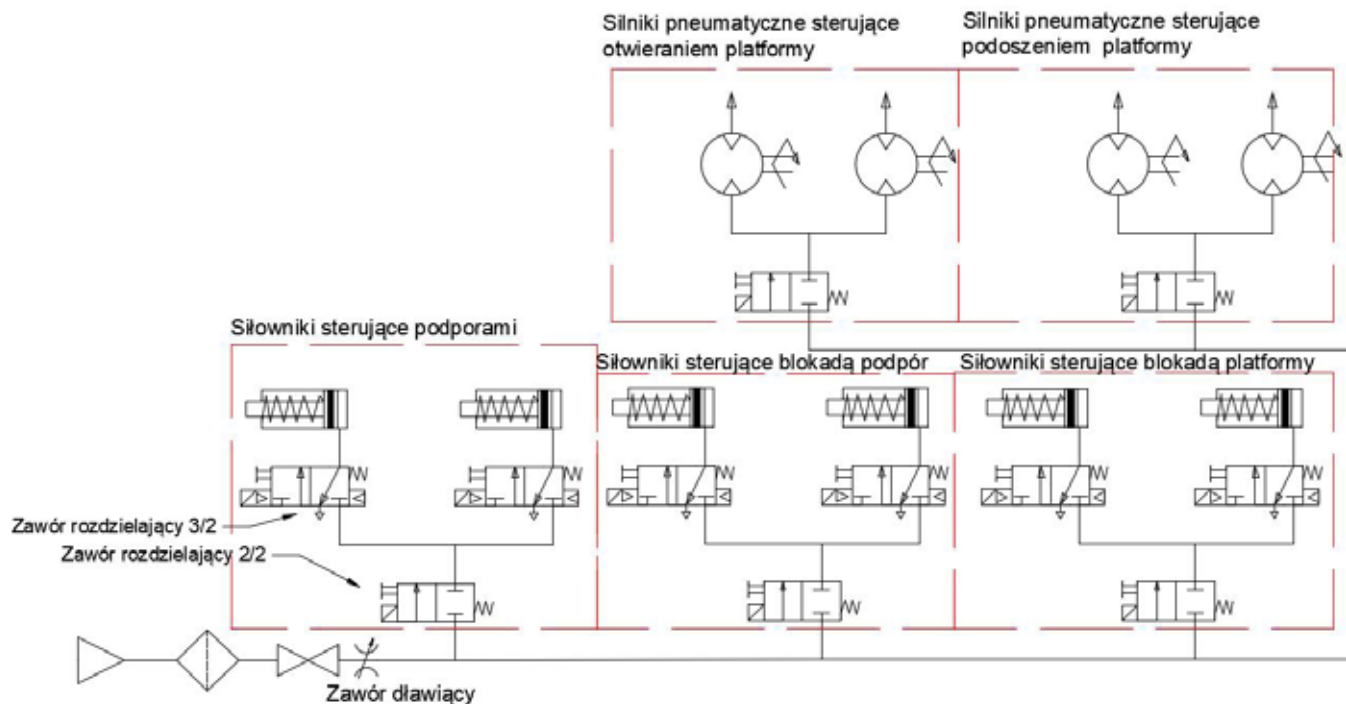 Silniki pneumatyczne sterujące
otwieraniem platformy
Silniki pneumatyczne sterujące
podoszeniem platformy
Siłowniki sterujące podporami
Siłowniki sterujące blokadą podpór
Siłowniki sterujące blokadą platformy
Zawór rozdzielający 3/2
Zawór rozdzielający 2/2
Zawór dławiący